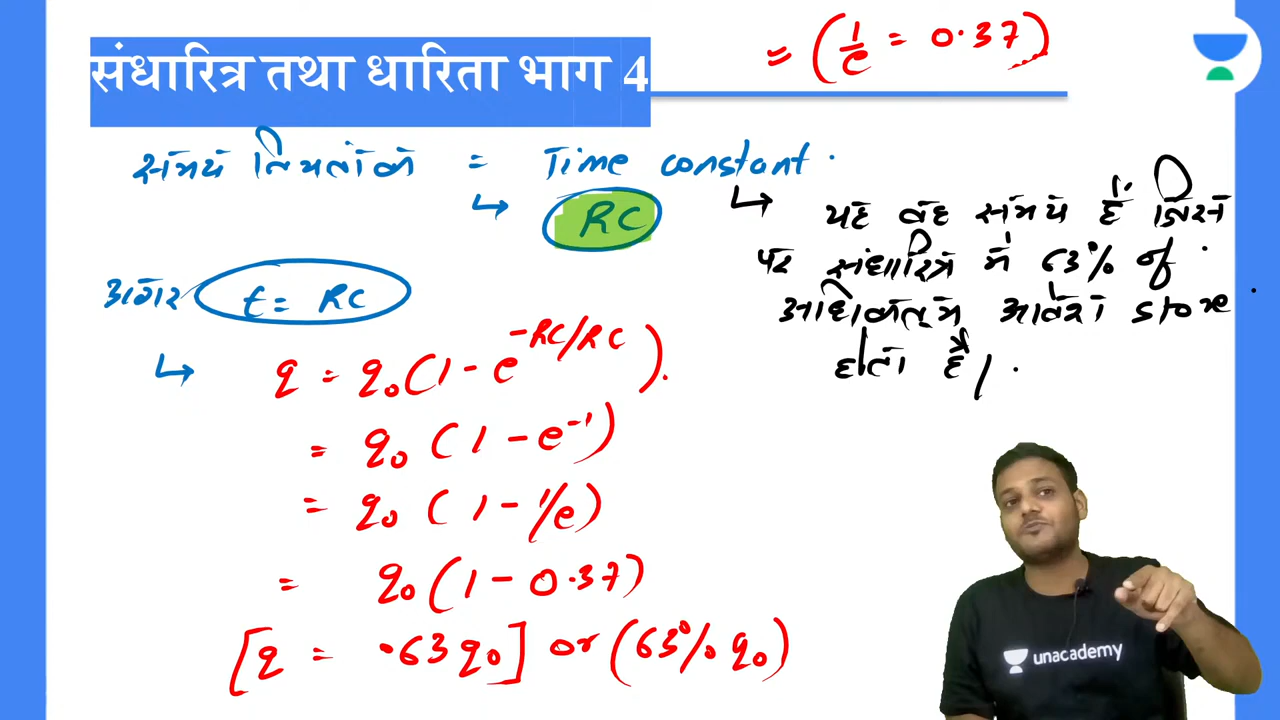 = (1/e = 0.37)
संधारित्र तथा धारिता भाग 4
समय नियतांक = Time constant.
↳ RC
↳ यह वह समय है जिस
पर संधारित्र में 63% of
अधिकतम आवेश store
होता है।
अगर t = RC
↳ q = q₀(1 - e^{-RC/RC}).
= q₀(1 - e^{-1})
= q₀(1 - 1/e)
= q₀(1 - 0.37)
[q = .63q₀] or (63% q₀)
unacademy